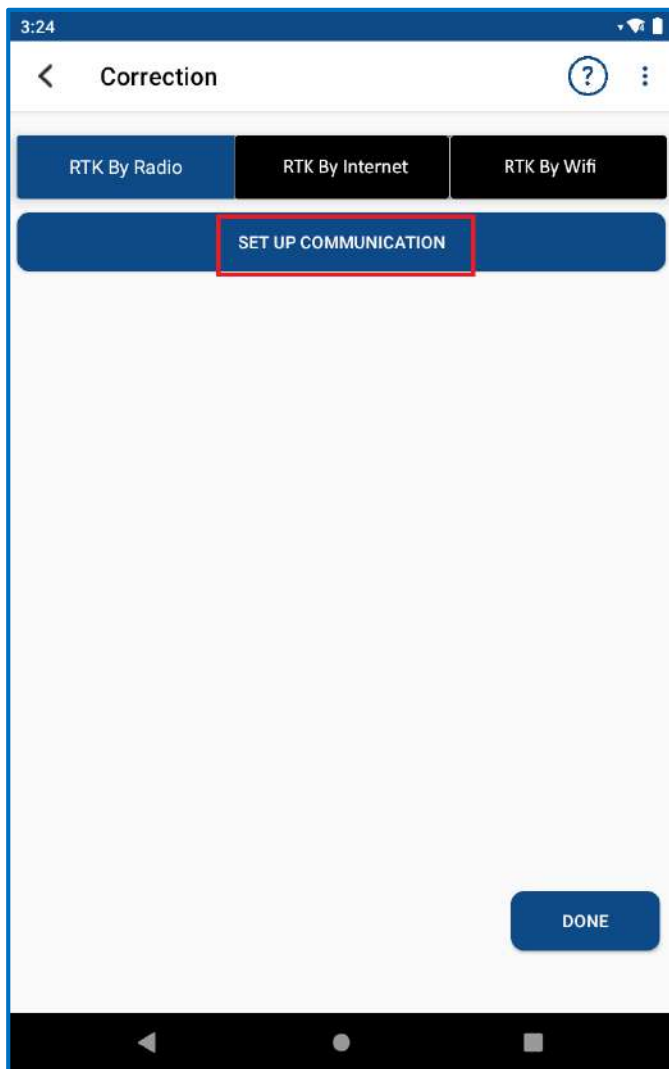 3:24
Correction
?
RTK By Radio
RTK By Internet
RTK By Wifi
SET UP COMMUNICATION
DONE